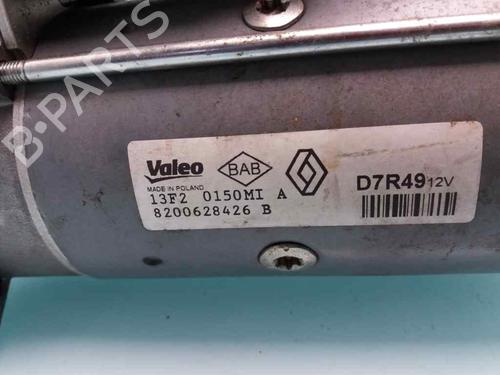 B-PARTS
Valeo BAB D7R49 12V
MADE IN POLAND
13F2 0150MI A
8200628426 B